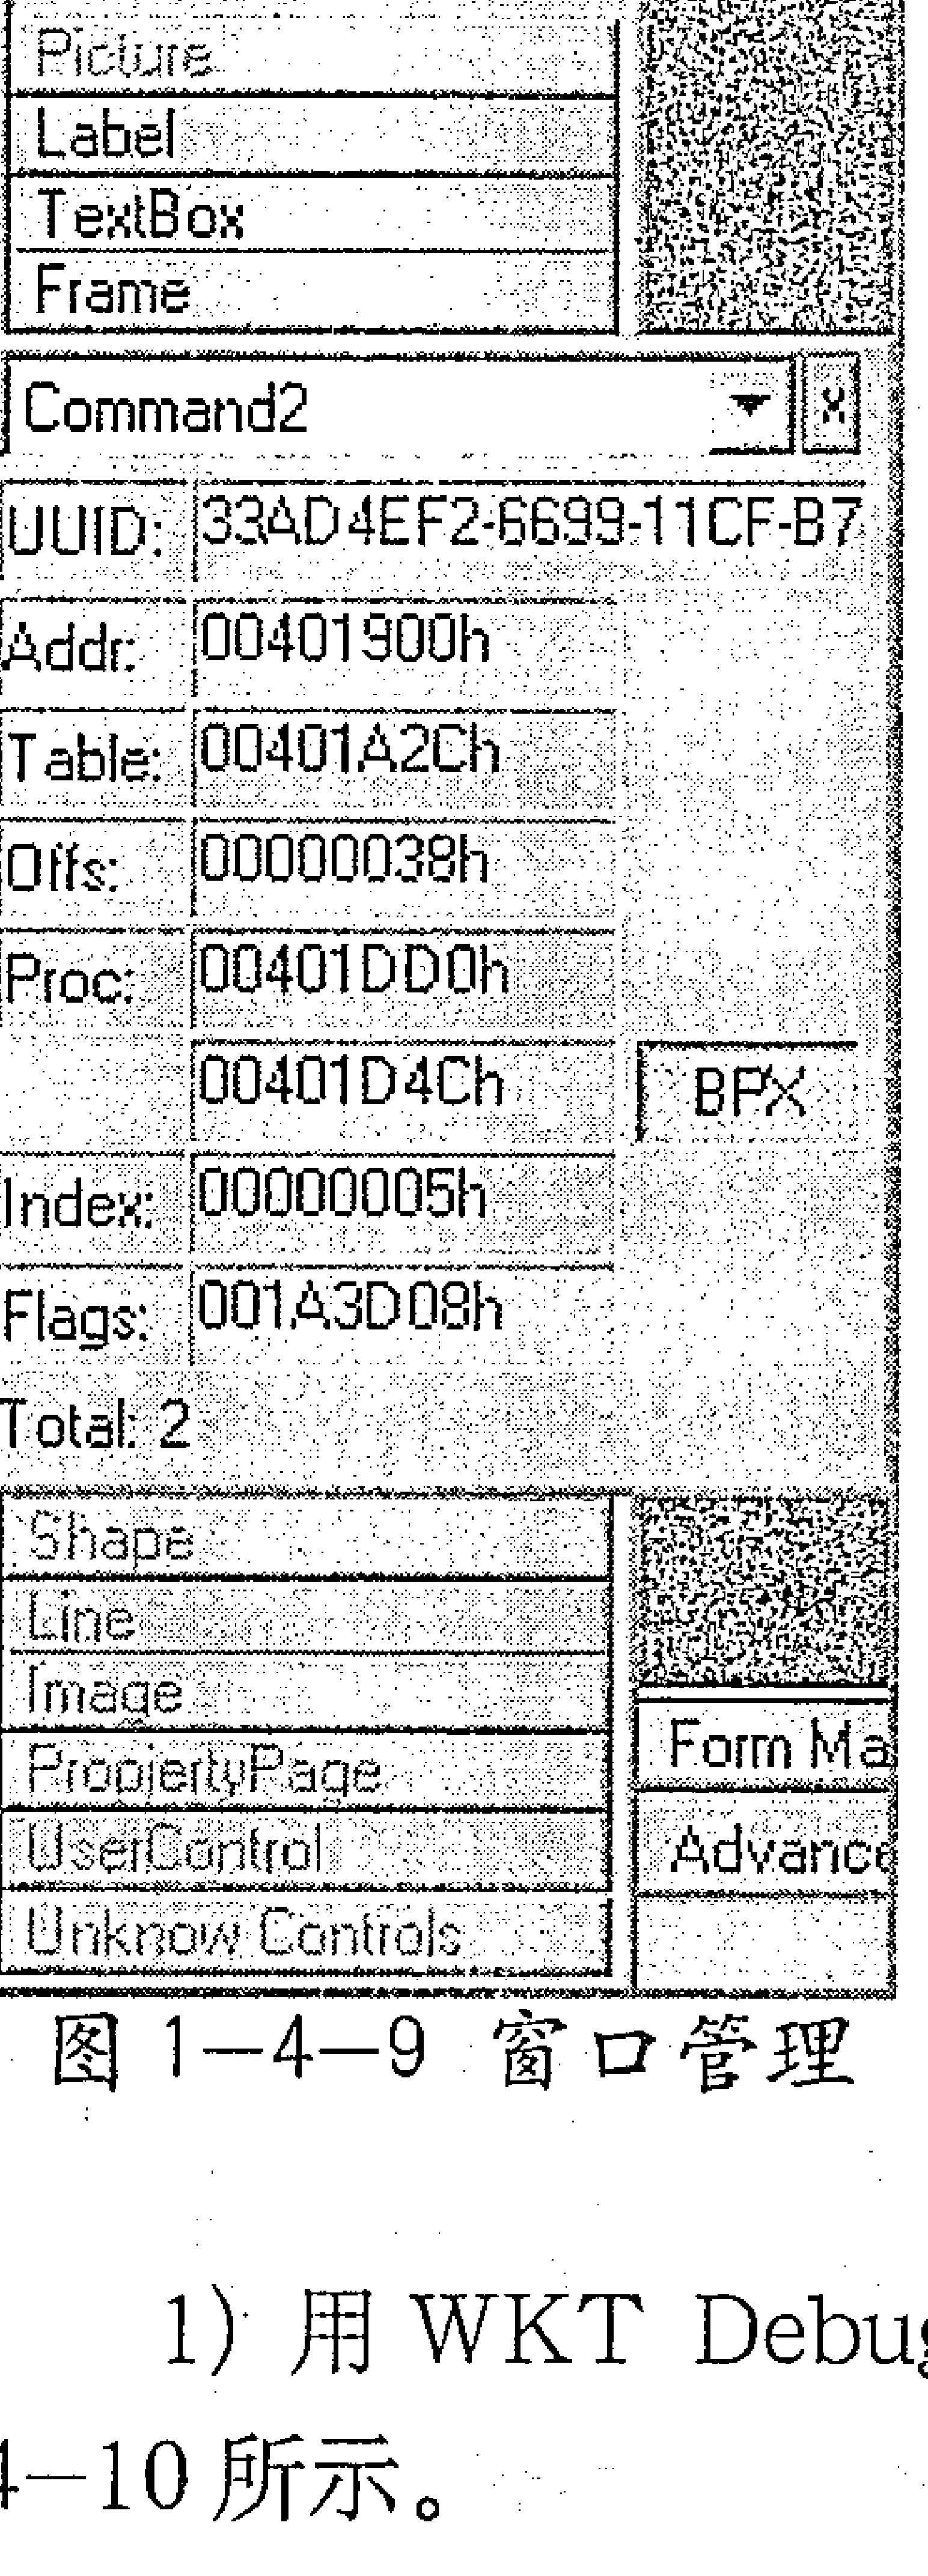 Picture
Label
TextBox
Frame
Command2
x
UUID: 33AD4EF2-6699-11CF-B7
Addr: 00401900h
Table: 00401A2Ch
Offs: 00000038h
Proc: 00401DD0h
00401D4Ch BPX
Index: 00000005h
Flags: 001A3D08h
Total: 2
Shape
Line
Image
Form Ma
PropertyPage
UserControl
Advance
Unknow Controls
图 1—4—9 窗口管理
1) 用 WKT Debug
4—10 所示。